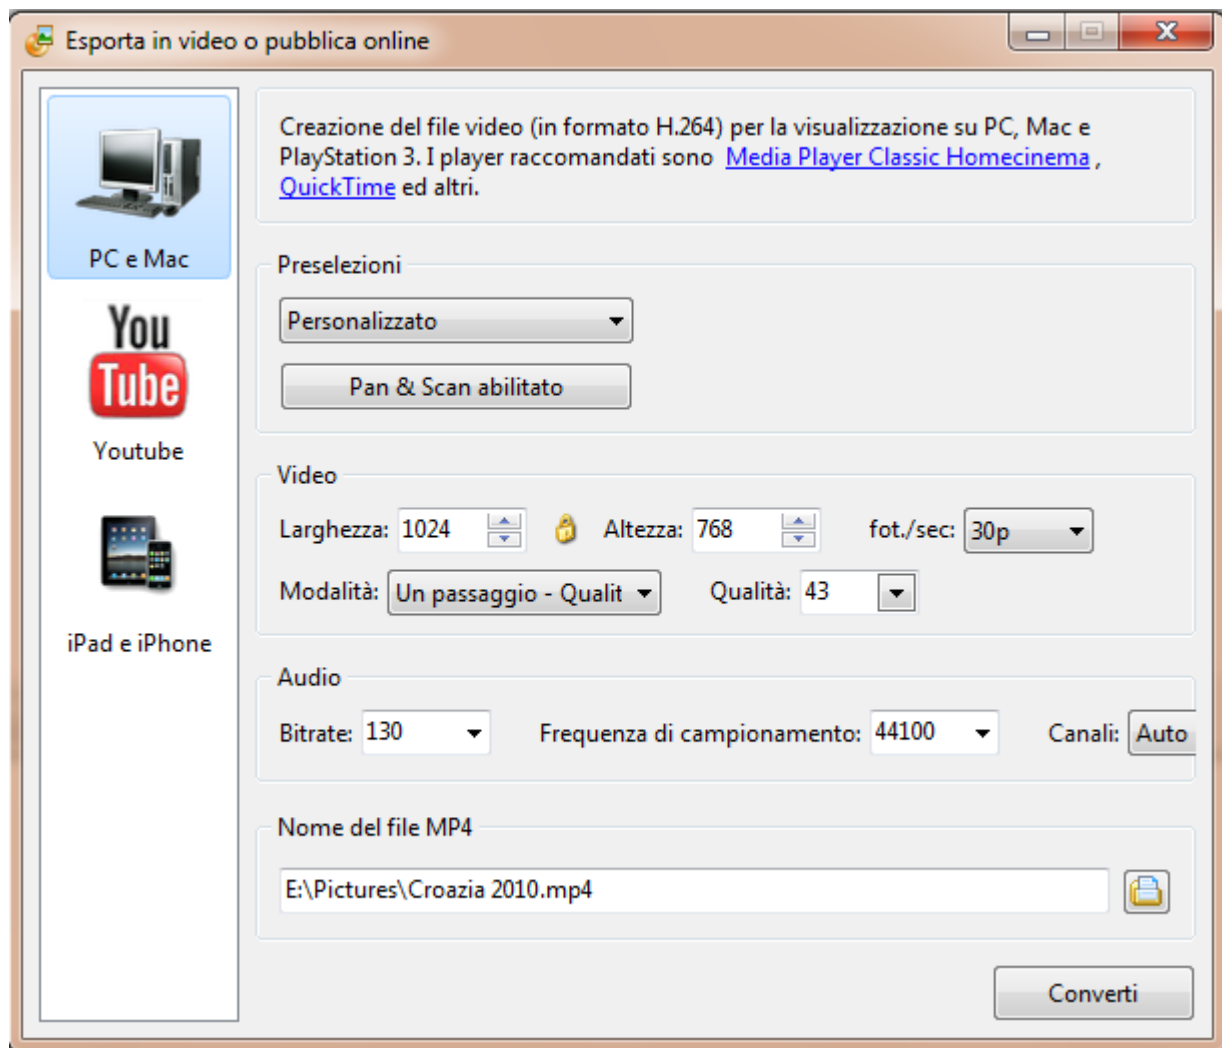 Esporta in video o pubblica online
PC e Mac
You
Tube
Youtube
iPad e iPhone
Creazione del file video (in formato H.264) per la visualizzazione su PC, Mac e
PlayStation 3. I player raccomandati sono Media Player Classic Homecinema ,
QuickTime ed altri.
Preselezioni
Personalizzato
Pan & Scan abilitato
Video
Larghezza: 1024 Altezza: 768 fot./sec: 30p
Modalità: Un passaggio - Qualit Qualità: 43
Audio
Bitrate: 130 Frequenza di campionamento: 44100 Canali: Auto
Nome del file MP4
E:\Pictures\Croazia 2010.mp4
Converti